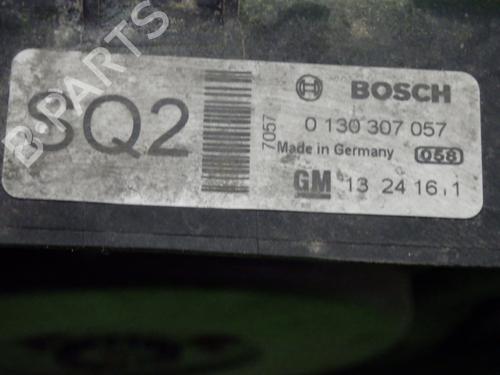 B-PARTS
SQ2
7057
BOSCH
0 130 307 057
Made in Germany 058
GM 13 24 16.1